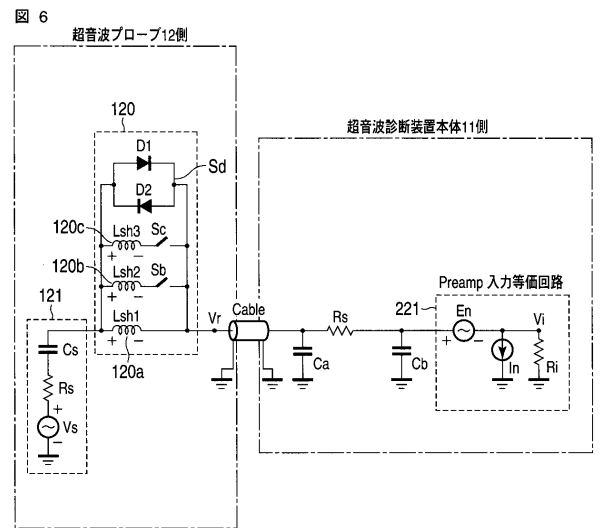 図 6
超音波プローブ12側
超音波診断装置本体11側
120
D1
Sd
D2
120c
Lsh3
Sc
+
−
120b
Lsh2
Sb
+
−
121
Lsh1
+
−
120a
Vr
Cable
Cs
Rs
+
Vs
−
Ca
Rs
Cb
Preamp 入力等価回路
221
En
+
−
Vi
In
Ri